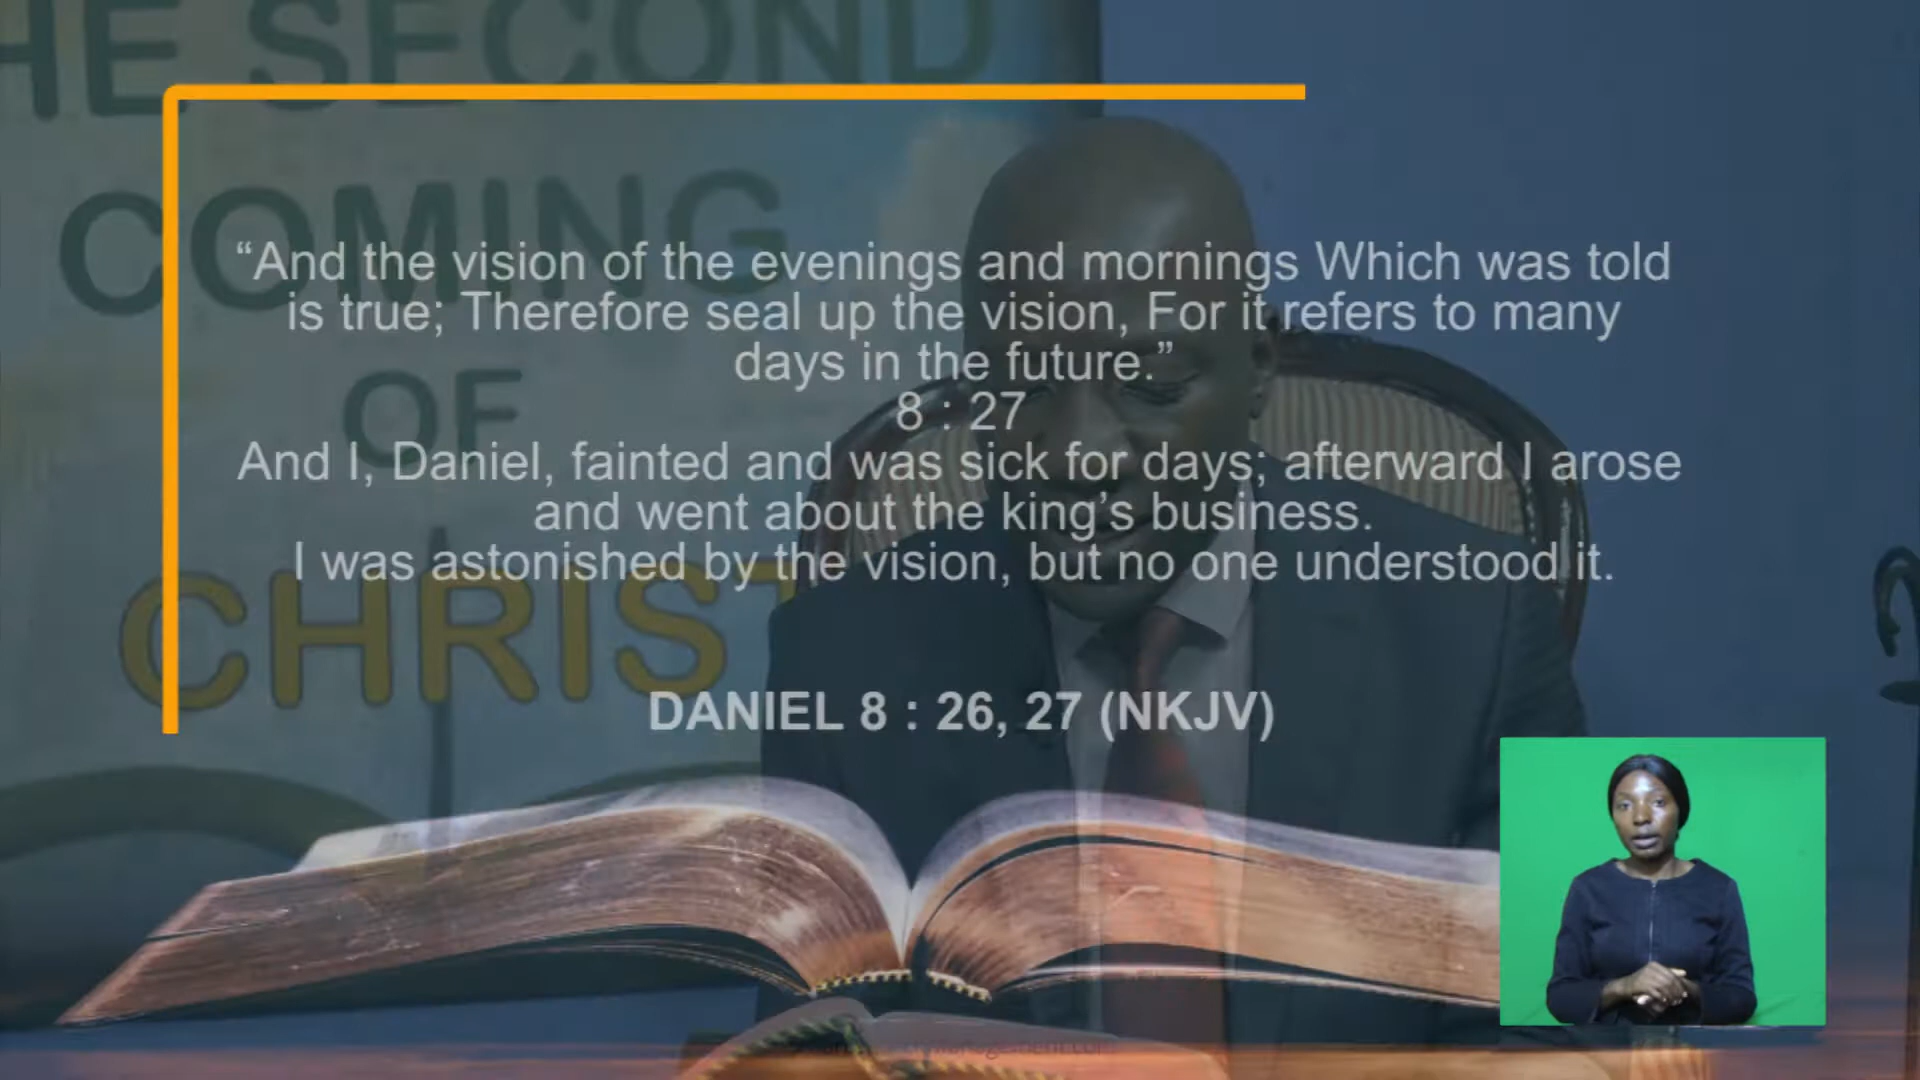 HE SECOND
COMING
OF
CHRIST
“And the vision of the evenings and mornings Which was told
is true; Therefore seal up the vision, For it refers to many
days in the future.”
8 : 27
And I, Daniel, fainted and was sick for days; afterward I arose
and went about the king’s business.
I was astonished by the vision, but no one understood it.
DANIEL 8 : 26, 27 (NKJV)